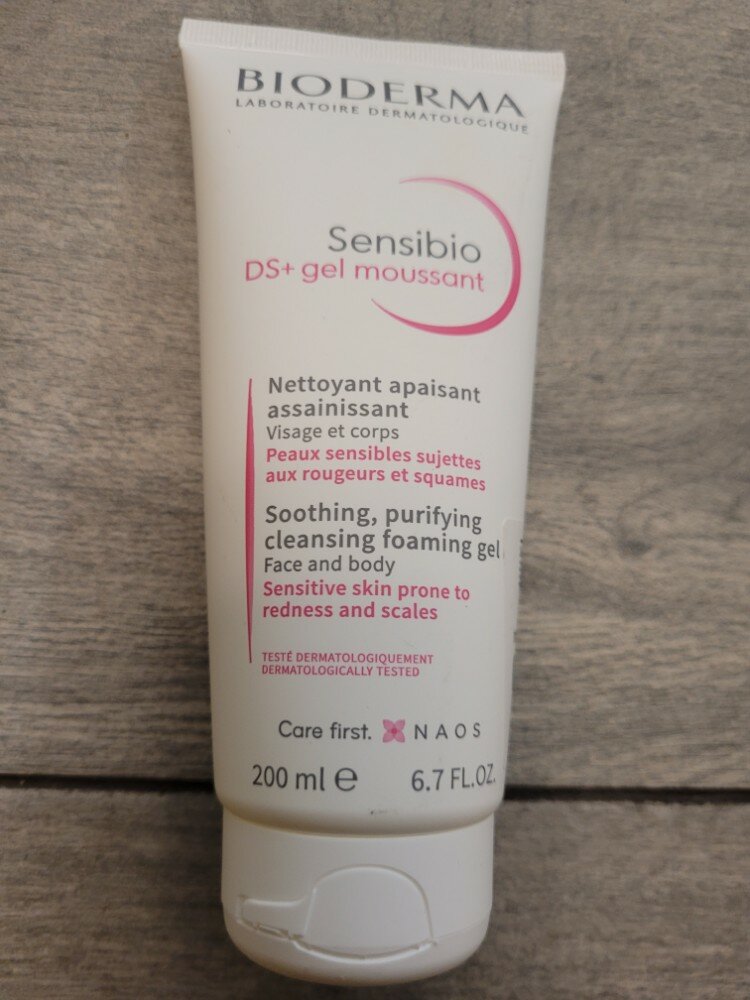 BIODERMA
LABORATOIRE DERMATOLOGIQUE
Sensibio
DS+ gel moussant
Nettoyant apaisant
assainissant
Visage et corps
Peaux sensibles sujettes
aux rougeurs et squames
Soothing, purifying
cleansing foaming gel
Face and body
Sensitive skin prone to
redness and scales
TESTÉ DERMATOLOGIQUEMENT
DERMATOLOGICALLY TESTED
Care first. NAOS
200 ml ℮ 6.7 FL.OZ.